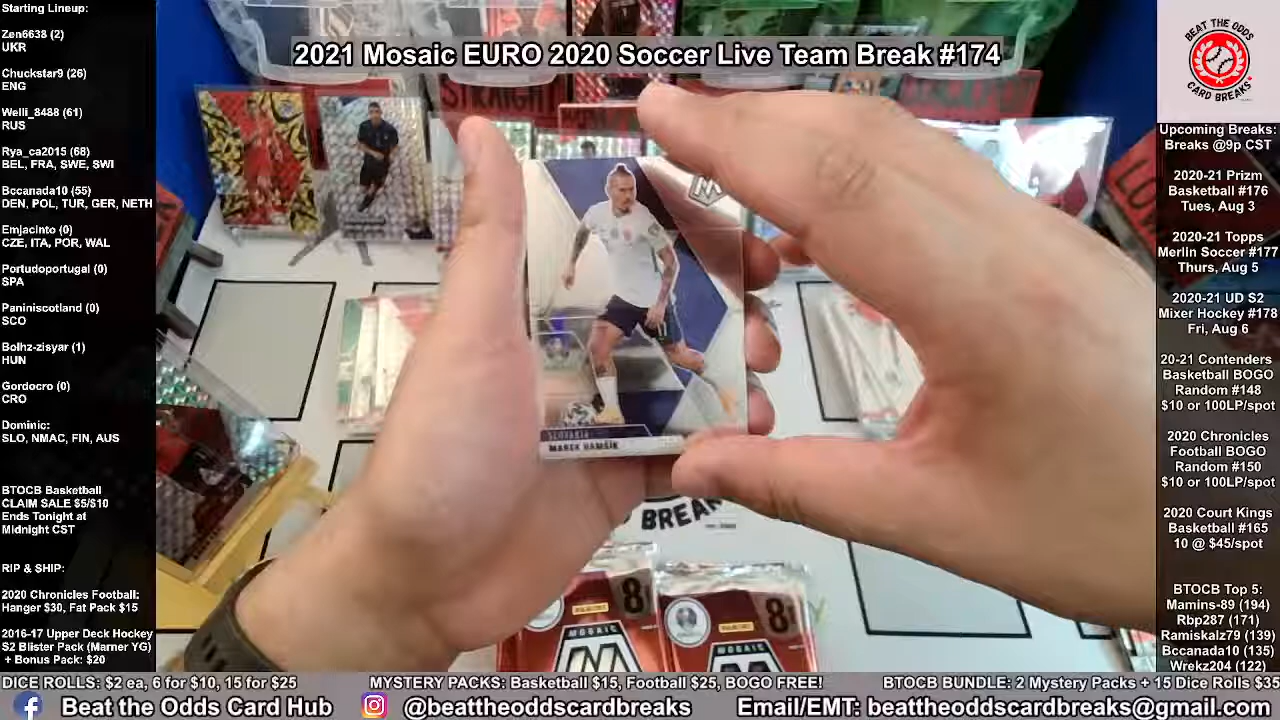 Starting Lineup:
Zen6638 (2)
UKR
Chuckstar9 (26)
ENG
Welli_8488 (61)
RUS
Rya_ca2015 (68)
BEL, FRA, SWE, SWI
Bccanada10 (55)
DEN, POL, TUR, GER, NETH
Emjacinto (0)
CZE, ITA, POR, WAL
Portudoportugal (0)
SPA
Paniniscotland (0)
SCO
Bolhz-zisyar (1)
HUN
Gordocro (0)
CRO
Dominic:
SLO, NMAC, FIN, AUS
BTOCB Basketball
CLAIM SALE $5/$10
Ends Tonight at
Midnight CST
RIP & SHIP:
2020 Chronicles Football:
Hanger $30, Fat Pack $15
2016-17 Upper Deck Hockey
S2 Blister Pack (Marner YG)
+ Bonus Pack: $20
2021 Mosaic EURO 2020 Soccer Live Team Break #174
STRAIGHT
SLOVAKIA
MAREK HAMŠÍK
BREAK
8
PANINI
MOSAIC
8
PANINI
MOSAIC
BEAT THE ODDS
CARD BREAKS
Upcoming Breaks:
Breaks @9p CST
2020-21 Prizm
Basketball #176
Tues, Aug 3
2020-21 Topps
Merlin Soccer #177
Thurs, Aug 5
2020-21 UD S2
Mixer Hockey #178
Fri, Aug 6
20-21 Contenders
Basketball BOGO
Random #148
$10 or 100LP/spot
2020 Chronicles
Football BOGO
Random #150
$10 or 100LP/spot
2020 Court Kings
Basketball #165
10 @ $45/spot
BTOCB Top 5:
Mamins-89 (194)
Rbp287 (171)
Ramiskalz79 (139)
Bccanada10 (135)
Wrekz204 (122)
DICE ROLLS: $2 ea, 6 for $10, 15 for $25
MYSTERY PACKS: Basketball $15, Football $25, BOGO FREE!
BTOCB BUNDLE: 2 Mystery Packs + 15 Dice Rolls $35
Beat the Odds Card Hub
@beattheoddscardbreaks
Email/EMT: beattheoddscardbreaks@gmail.com